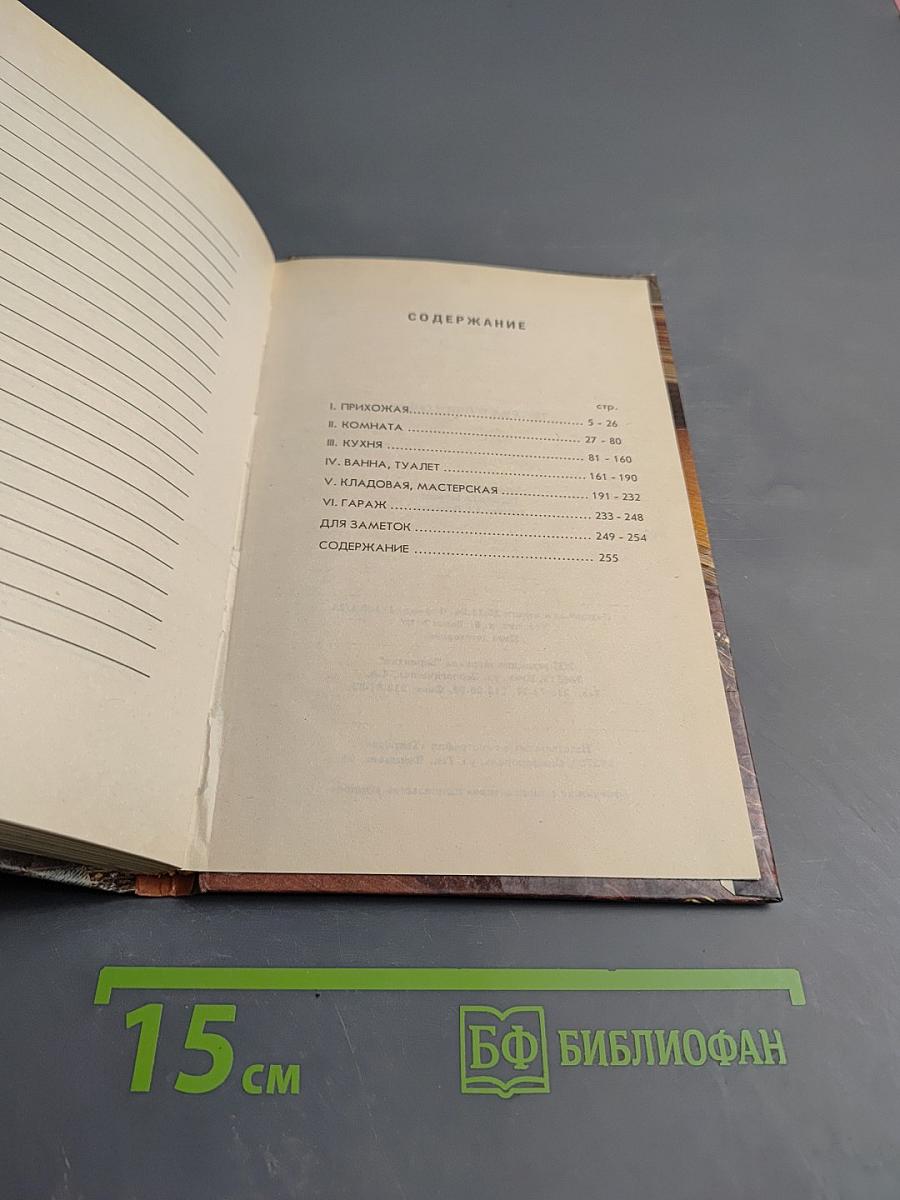 СОДЕРЖАНИЕ
стр.
I. ПРИХОЖАЯ........................................ 5 - 26
II. КОМНАТА ........................................ 27 - 80
III. КУХНЯ ........................................ 81 - 160
IV. ВАННА, ТУАЛЕТ ................................ 161 - 190
V. КЛАДОВАЯ, МАСТЕРСКАЯ .................... 191 - 232
VI. ГАРАЖ ........................................ 233 - 248
ДЛЯ ЗАМЕТОК .................................... 249 - 254
СОДЕРЖАНИЕ .................................... 255
15 см
БФ БИБЛИОФАН